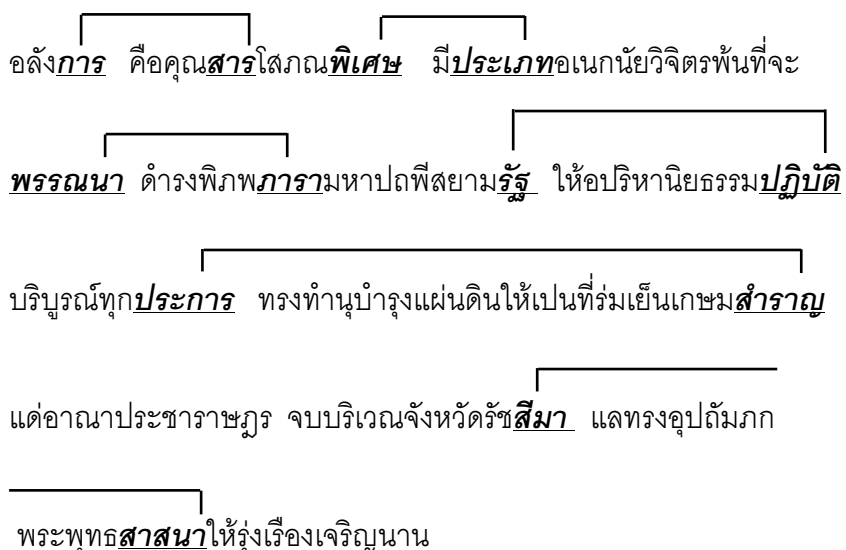 อลังการ คือคุณสารโสภณพิเศษ มีประเภทอเนกนัยวิจิตรพ้นที่จะ
พรรณนา ดำรงพิภพภารามหาปถพีสยามรัฐ ให้อปริหานิยธรรมปฏิบัติ
บริบูรณ์ทุกประการ ทรงทำนุบำรุงแผ่นดินให้เปนที่ร่มเย็นเกษมสำราญ
แด่อาณาประชาราษฎร จบบริเวณจังหวัดรัชสีมา แลทรงอุปถัมภก
พระพุทธสาสนาให้รุ่งเรืองเจริญนาน